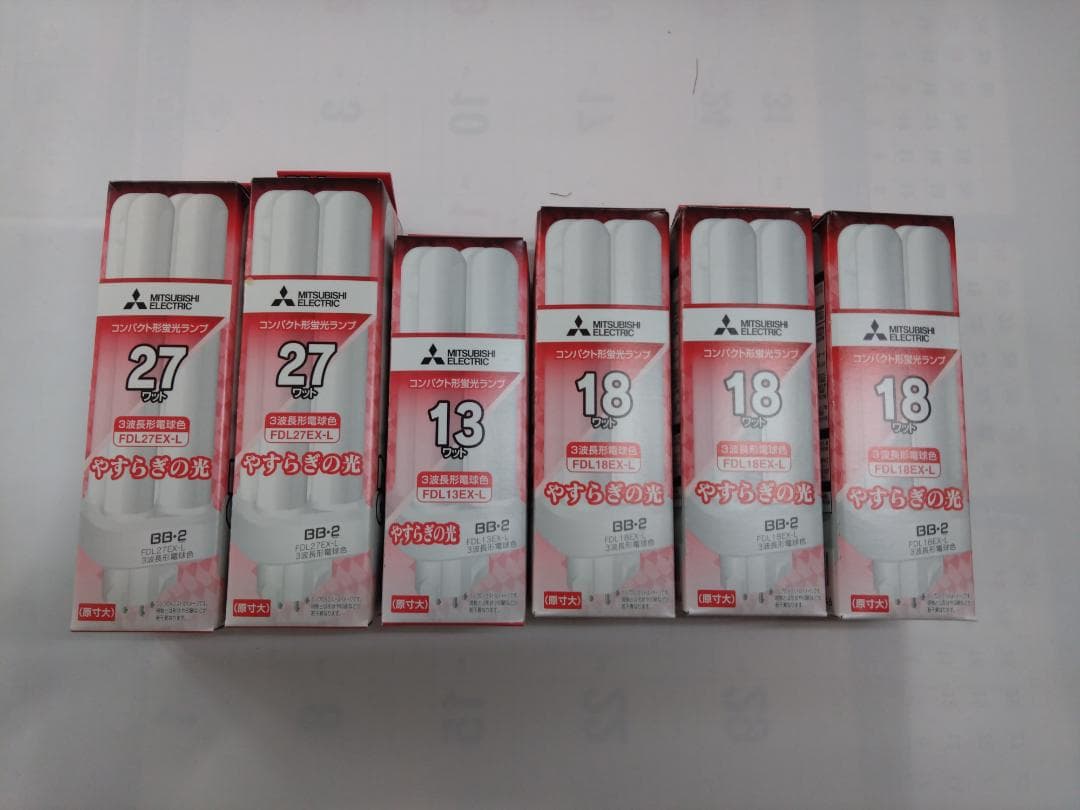 MITSUBISHI
ELECTRIC
コンパクト形蛍光ランプ
27
ワット
3波長形電球色
FDL27EX-L
やすらぎの光
BB・2
FDL27EX-L
3波長形電球色
(原寸大)
MITSUBISHI
ELECTRIC
コンパクト形蛍光ランプ
27
ワット
3波長形電球色
FDL27EX-L
やすらぎの光
BB・2
FDL27EX-L
3波長形電球色
(原寸大)
MITSUBISHI
ELECTRIC
コンパクト形蛍光ランプ
13
ワット
3波長形電球色
FDL13EX-L
やすらぎの光
BB・2
FDL13EX-L
3波長形電球色
(原寸大)
MITSUBISHI
ELECTRIC
コンパクト形蛍光ランプ
18
ワット
3波長形電球色
FDL18EX-L
やすらぎの光
BB・2
FDL18EX-L
3波長形電球色
(原寸大)
MITSUBISHI
ELECTRIC
コンパクト形蛍光ランプ
18
ワット
3波長形電球色
FDL18EX-L
やすらぎの光
BB・2
FDL18EX-L
3波長形電球色
(原寸大)
MITSUBISHI
ELECTRIC
コンパクト形蛍光ランプ
18
ワット
3波長形電球色
FDL18EX-L
やすらぎの光
BB・2
FDL18EX-L
3波長形電球色
(原寸大)